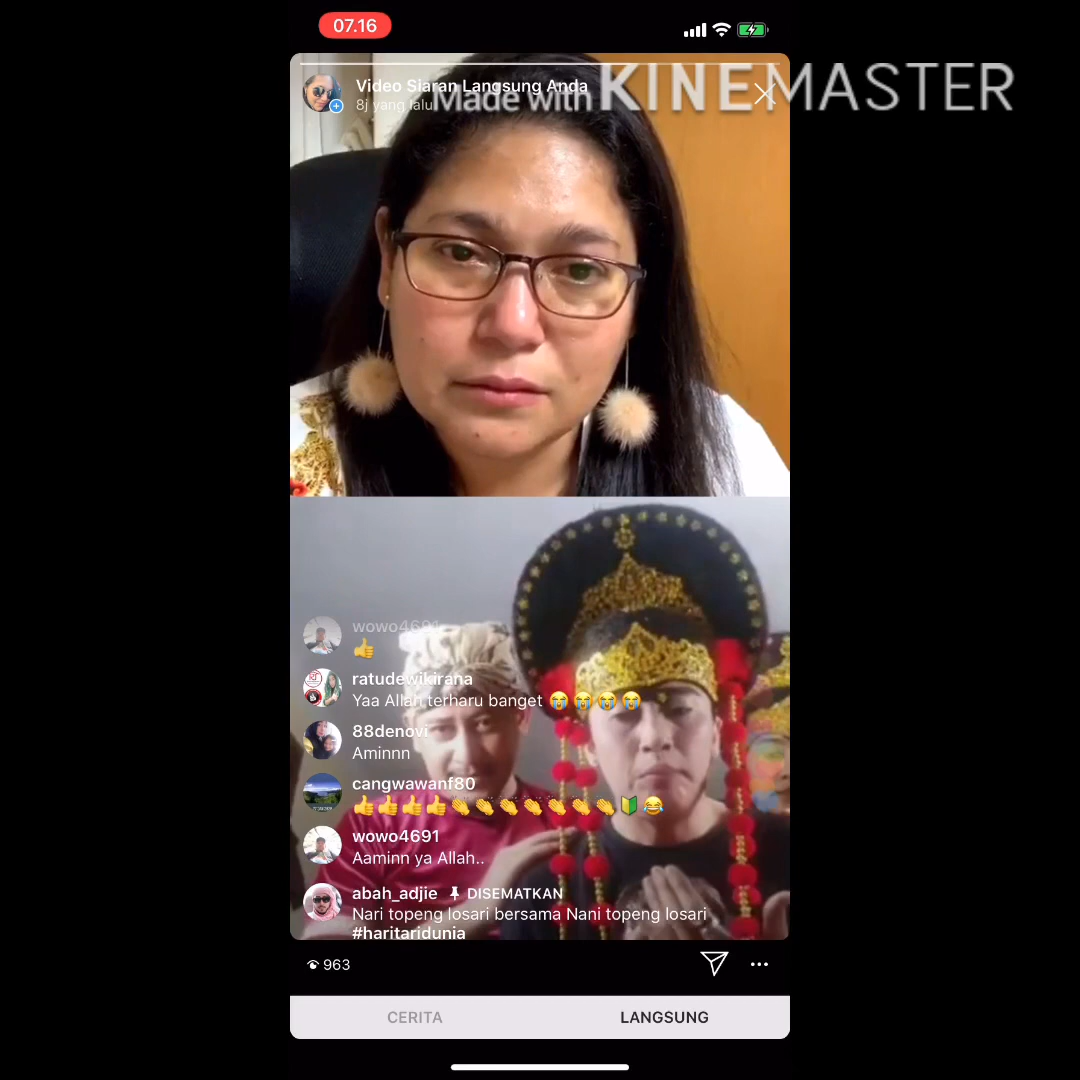 07.16
Video Siaran Langsung Anda
8j yang lalu
Made with KINEMASTER
wowo4691
👍
ratudewikirana
Yaa Allah terharu banget 😭😭😭😭
88denovi
Aminnn
cangwawanf80
👍👍👍👍👏👏👏👏👏👏👏🔰😂
wowo4691
Aaminn ya Allah..
abah_adjie 📌 DISEMATKAN
Nari topeng losari bersama Nani topeng losari
#haritaridunia
963
CERITA
LANGSUNG